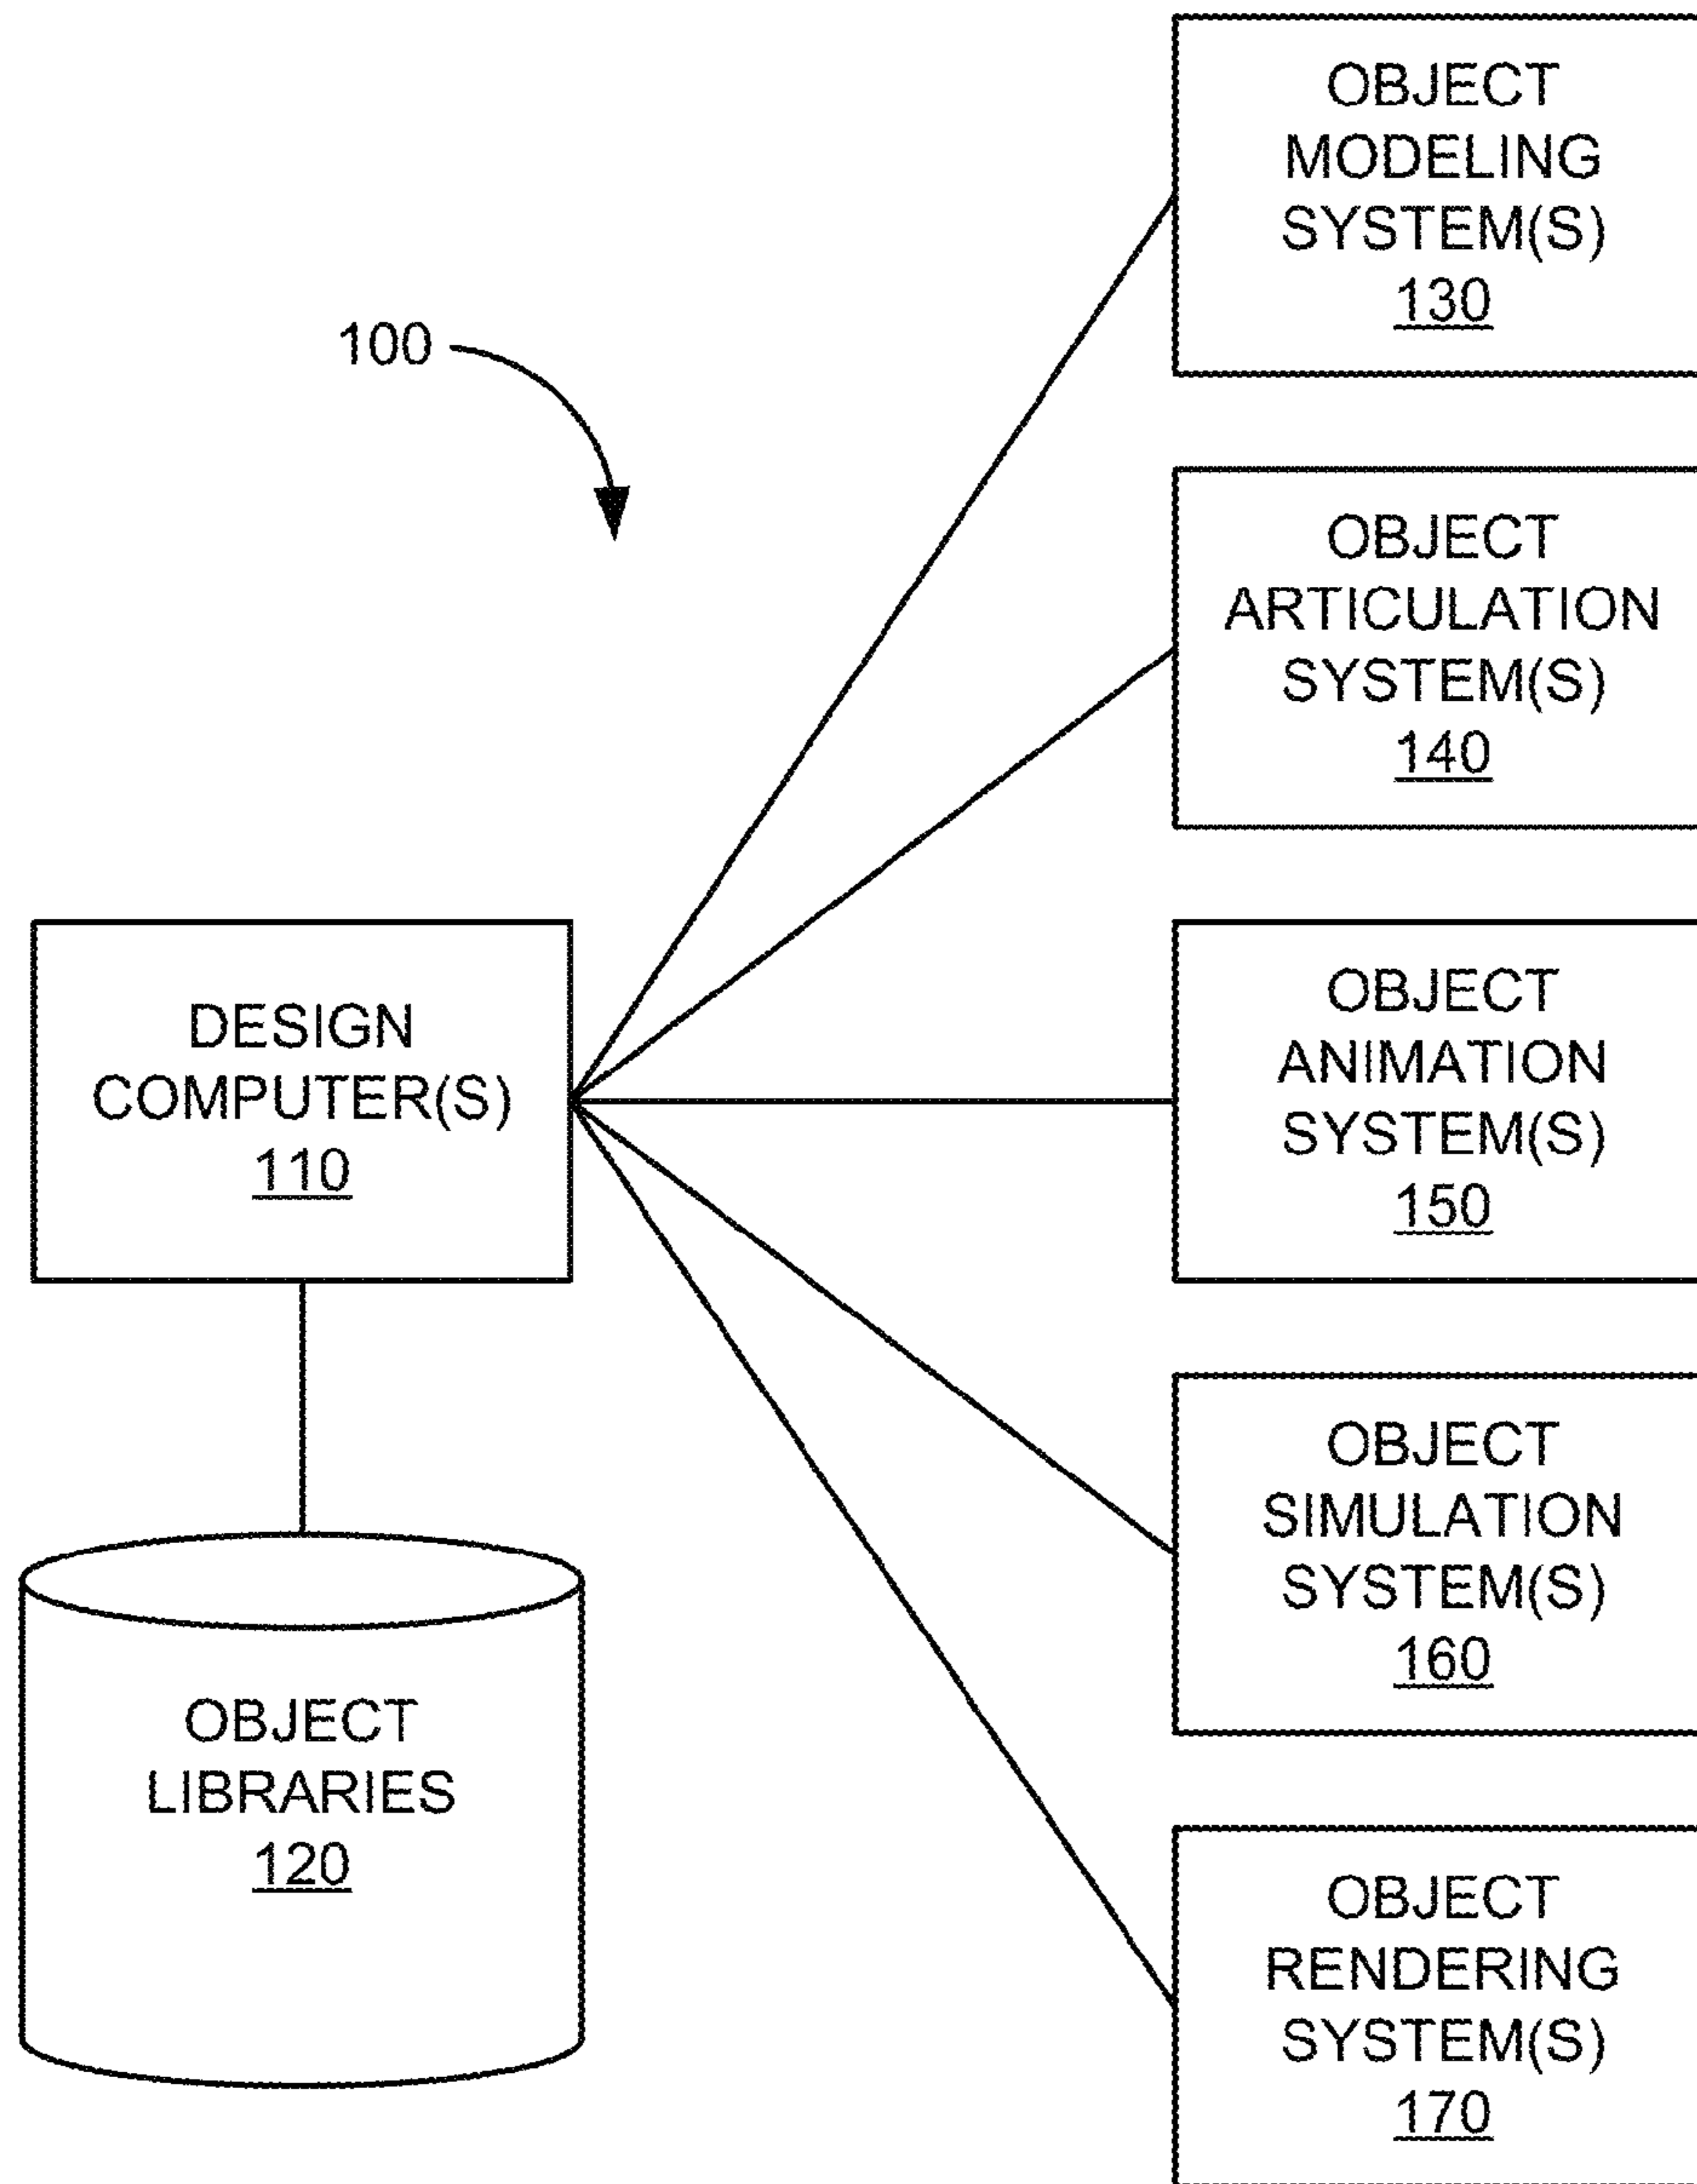 100
DESIGN
COMPUTER(S)
110
OBJECT
LIBRARIES
120
OBJECT
MODELING
SYSTEM(S)
130
OBJECT
ARTICULATION
SYSTEM(S)
140
OBJECT
ANIMATION
SYSTEM(S)
150
OBJECT
SIMULATION
SYSTEM(S)
160
OBJECT
RENDERING
SYSTEM(S)
170